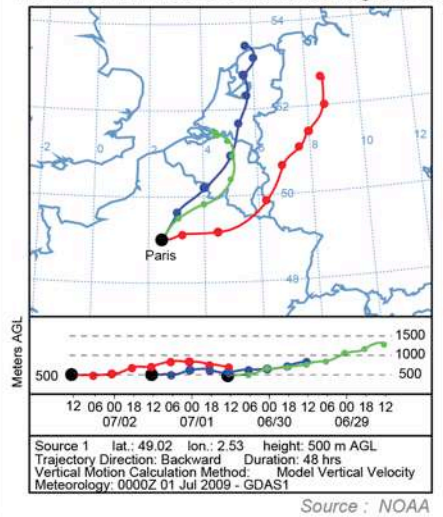 54
52
-2
0
2
4
6
8
10
12
50
48
Paris
Meters AGL
1500
1000
500
500
12 06 00 18 12 06 00 18 12 06 00 18 12 06 00 18 12
07/02 07/01 06/30 06/29
Source 1 lat.: 49.02 lon.: 2.53 height: 500 m AGL
Trajectory Direction: Backward Duration: 48 hrs
Vertical Motion Calculation Method: Model Vertical Velocity
Meteorology: 0000Z 01 Jul 2009 - GDAS1
Source : NOAA